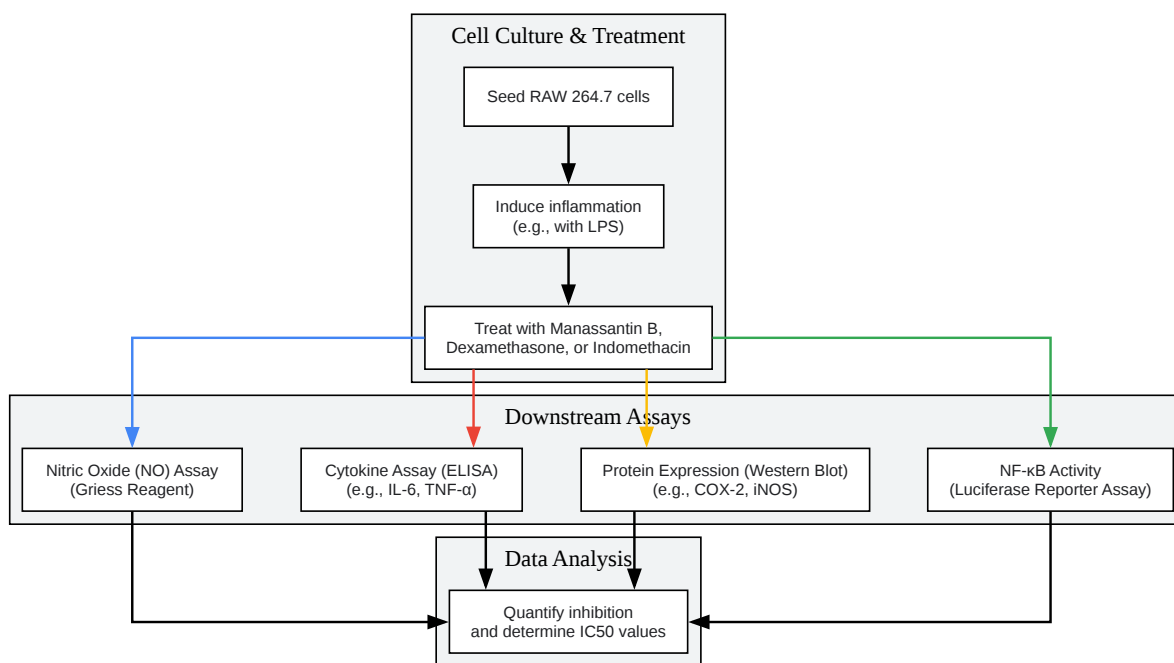 Cell Culture & Treatment
Seed RAW 264.7 cells
Induce inflammation
(e.g., with LPS)
Treat with Manassantin B,
Dexamethasone, or Indomethacin
Downstream Assays
Nitric Oxide (NO) Assay
(Griess Reagent)
Cytokine Assay (ELISA)
(e.g., IL-6, TNF-α)
Protein Expression (Western Blot)
(e.g., COX-2, iNOS)
NF-κB Activity
(Luciferase Reporter Assay)
Data Analysis
Quantify inhibition
and determine IC50 values